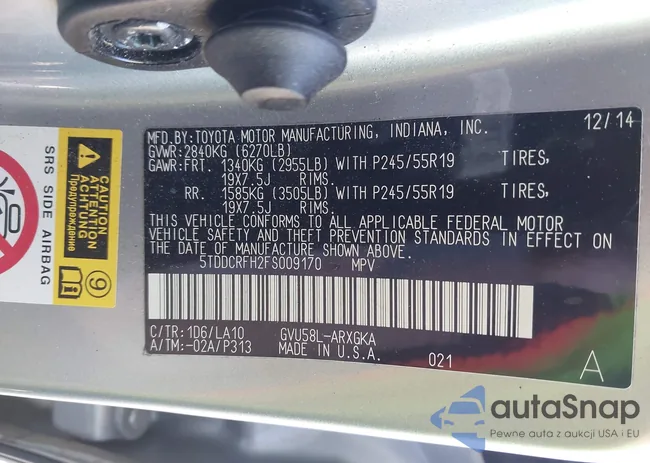 MFD.BY:TOYOTA MOTOR MANUFACTURING, INDIANA, INC. 12/14
GVWR:2840KG (6270LB)
GAWR:FRT. 1340KG (2955LB) WITH P245/55R19 TIRES,
19X7.5J RIMS.
RR. 1585KG (3505LB) WITH P245/55R19 TIRES,
19X7.5J RIMS.
THIS VEHICLE CONFORMS TO ALL APPLICABLE FEDERAL MOTOR
VEHICLE SAFETY AND THEFT PREVENTION STANDARDS IN EFFECT ON
THE DATE OF MANUFACTURE SHOWN ABOVE.
5TDDCRFH2FS009170 MPV
C/TR:1D6/LA10 GVU58L-ARXGKA
A/TM:-02A/P313 MADE IN U.S.A. 021 A
SRS SIDE AIRBAG
CAUTION
ACHTUNG
Предупреждение
9
autoSnap
Pewne auta z aukcji USA i EU